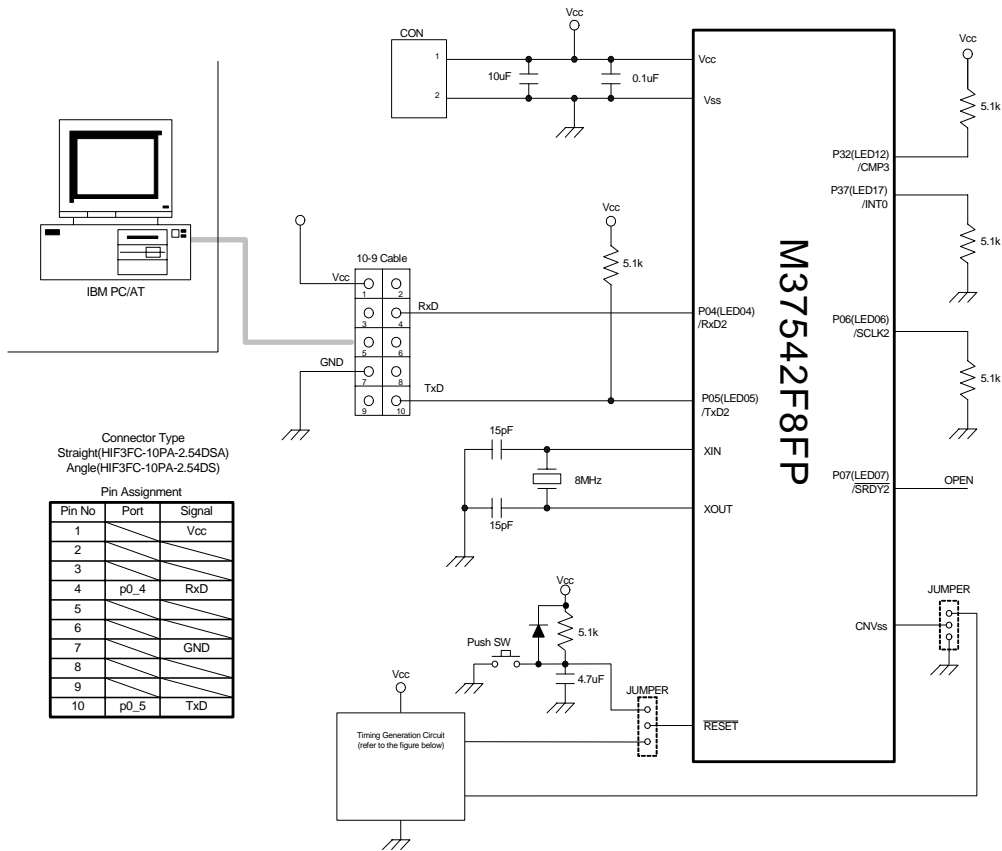 Vcc
CON
1
2
10uF
0.1uF
Vcc
Vss
Vcc
5.1k
P32(LED12)
/CMP3
P37(LED17)
/INT0
5.1k
IBM PC/AT
10-9 Cable
Vcc
1
2
3
4
5
6
7
8
9
10
RxD
GND
TxD
Vcc
5.1k
P04(LED04)
/RxD2
P05(LED05)
/TxD2
M37542F8FP
P06(LED06)
/SCLK2
5.1k
15pF
8MHz
15pF
XIN
XOUT
P07(LED07)
/SRDY2
OPEN
Connector Type
Straight(HIF3FC-10PA-2.54DSA)
Angle(HIF3FC-10PA-2.54DS)
Pin Assignment
Pin No Port Signal
1 Vcc
2
3
4 p0_4 RxD
5
6
7 GND
8
9
10 p0_5 TxD
Vcc
5.1k
Push SW
4.7uF
JUMPER
RESET
CNVss
JUMPER
Vcc
Timing Generation Circuit
(refer to the figure below)